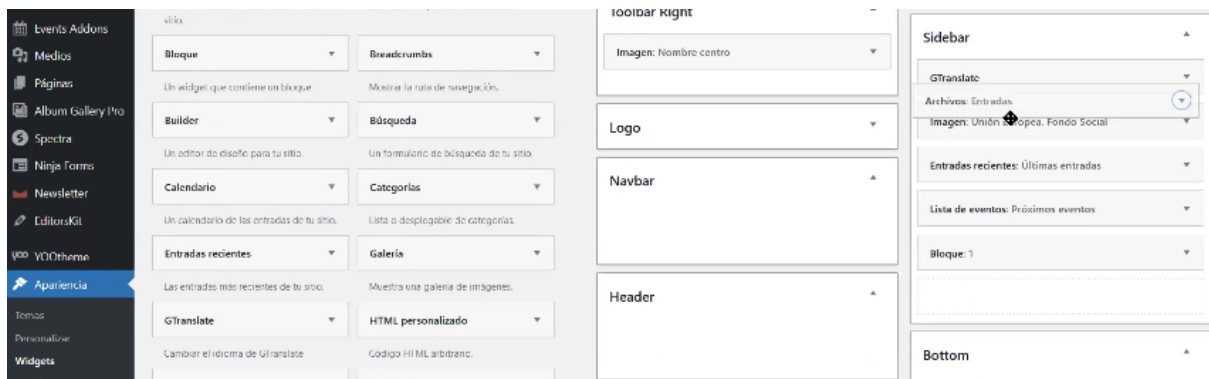 Events Addons
Medios
Páginas
Album Gallery Pro
Spectra
Ninja Forms
Newsletter
EditorsKit
YOO YOOtheme
Apariencia
Temas
Personalizar
Widgets
sitio.
Bloque
Breadcrumbs
Un widget que contiene un bloque
Mostrar la ruta de navegación.
Builder
Búsqueda
Un editor de diseño para tu sitio.
Un formulario de búsqueda de tu sitio.
Calendario
Categorías
Un calendario de las entradas de tu sitio.
Lista o desplegable de categorías.
Entradas recientes
Galería
Las entradas más recientes de tu sitio.
Muestra una galería de imágenes.
GTranslate
HTML personalizado
Cambiar el idioma de GTranslate
Código HTML arbitrario.
Toolbar Right
Imagen: Nombre centro
Logo
Navbar
Header
Sidebar
GTranslate
Archivos: Entradas
Imagen: Unión Europea. Fondo Social
Entradas recientes: Últimas entradas
Lista de eventos: Próximos eventos
Bloque: 1
Bottom